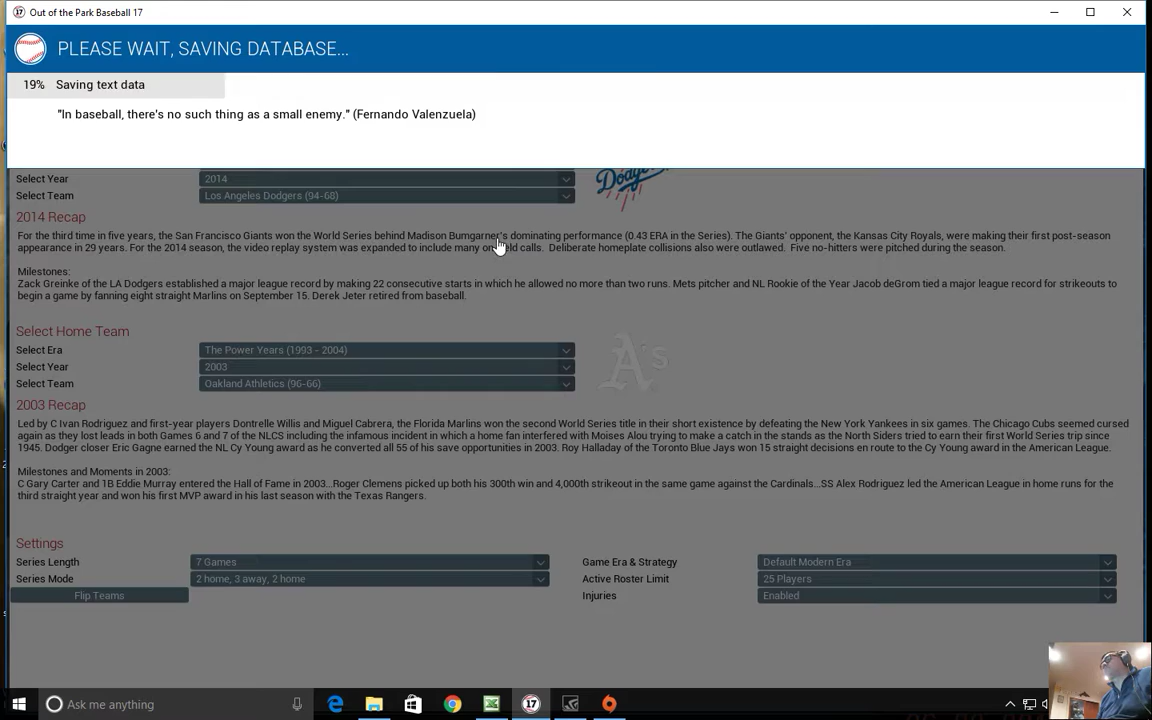 Out of the Park Baseball 17
PLEASE WAIT, SAVING DATABASE...
19% Saving text data
"In baseball, there's no such thing as a small enemy." (Fernando Valenzuela)
Select Year 2014
Dodgers
Select Team Los Angeles Dodgers (94-68)
2014 Recap
For the third time in five years, the San Francisco Giants won the World Series behind Madison Bumgarner's dominating performance (0.43 ERA in the Series). The Giants' opponent, the Kansas City Royals, were making their first post-season
appearance in 29 years. For the 2014 season, the video replay system was expanded to include many on-field calls. Deliberate homeplate collisions also were outlawed. Five no-hitters were pitched during the season.
Milestones:
Zack Greinke of the LA Dodgers established a major league record by making 22 consecutive starts in which he allowed no more than two runs. Mets pitcher and NL Rookie of the Year Jacob deGrom tied a major league record for strikeouts to
begin a game by fanning eight straight Marlins on September 15. Derek Jeter retired from baseball.
Select Home Team
Select Era The Power Years (1993 - 2004)
A's
Select Year 2003
Select Team Oakland Athletics (96-66)
2003 Recap
Led by C Ivan Rodriguez and first-year players Dontrelle Willis and Miguel Cabrera, the Florida Marlins won the second World Series title in their short existence by defeating the New York Yankees in six games. The Chicago Cubs seemed cursed
again as they lost leads in both Games 6 and 7 of the NLCS including the infamous incident in which a home fan interfered with Moises Alou trying to make a catch in the stands as the North Siders tried to earn their first World Series trip since
1945. Dodger closer Eric Gagne earned the NL Cy Young award as he converted all 55 of his save opportunities in 2003. Roy Halladay of the Toronto Blue Jays won 15 straight decisions en route to the Cy Young award in the American League.
Milestones and Moments in 2003:
C Gary Carter and 1B Eddie Murray entered the Hall of Fame in 2003...Roger Clemens picked up both his 300th win and 4,000th strikeout in the same game against the Cardinals...SS Alex Rodriguez led the American League in home runs for the
third straight year and won his first MVP award in his last season with the Texas Rangers.
Settings
Series Length 7 Games Game Era & Strategy Default Modern Era
Series Mode 2 home, 3 away, 2 home Active Roster Limit 25 Players
Flip Teams Injuries Enabled
Ask me anything
17